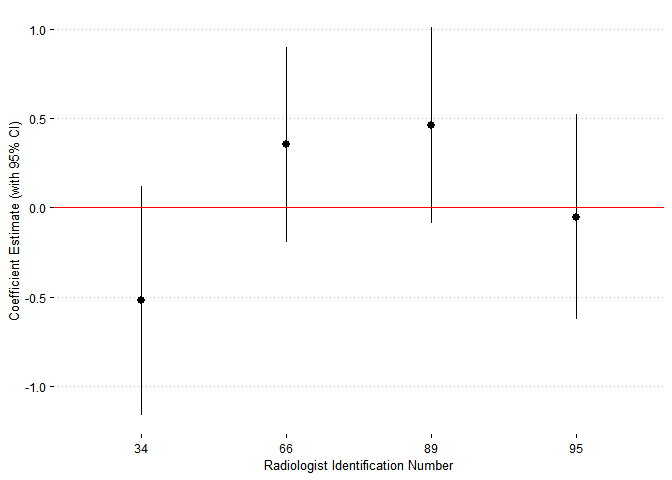 Coefficient Estimate (with 95% CI)
1.0
0.5
0.0
-0.5
-1.0
34 66 89 95
Radiologist Identification Number